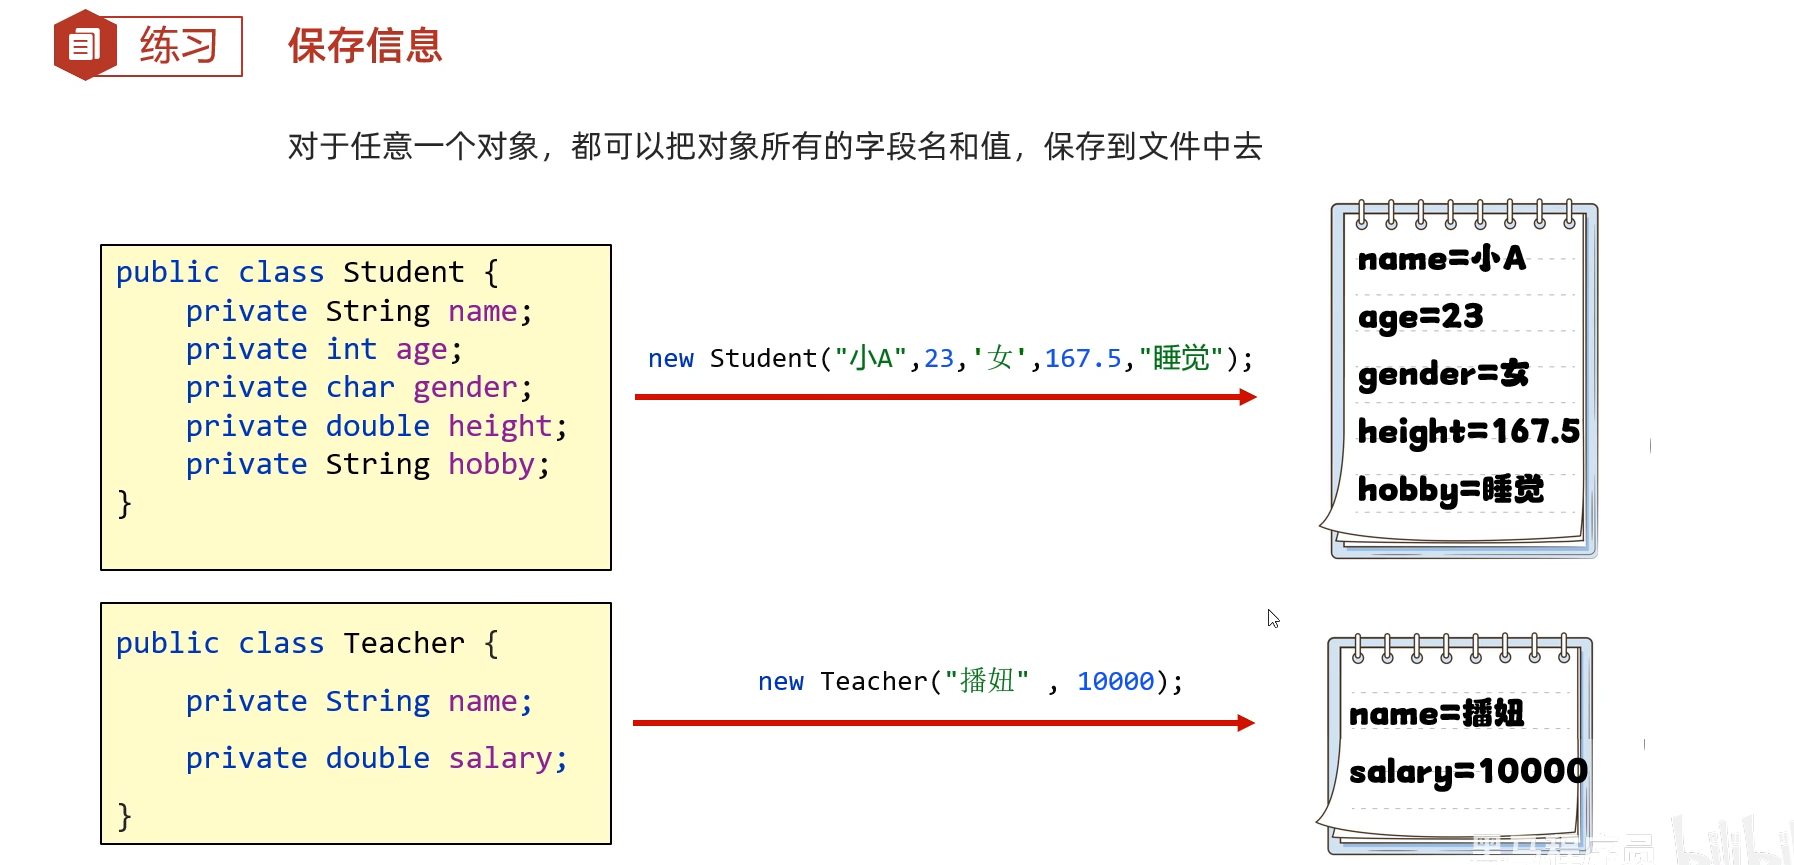 练习
保存信息
对于任意一个对象，都可以把对象所有的字段名和值，保存到文件中去
public class Student {
    private String name;
    private int age;
    private char gender;
    private double height;
    private String hobby;
}
new Student("小A",23,'女',167.5,"睡觉");
name=小A
age=23
gender=女
height=167.5
hobby=睡觉
public class Teacher {
    private String name;
    private double salary;
}
new Teacher("播妞" , 10000);
name=播妞
salary=10000
黑马程序员
bilibili